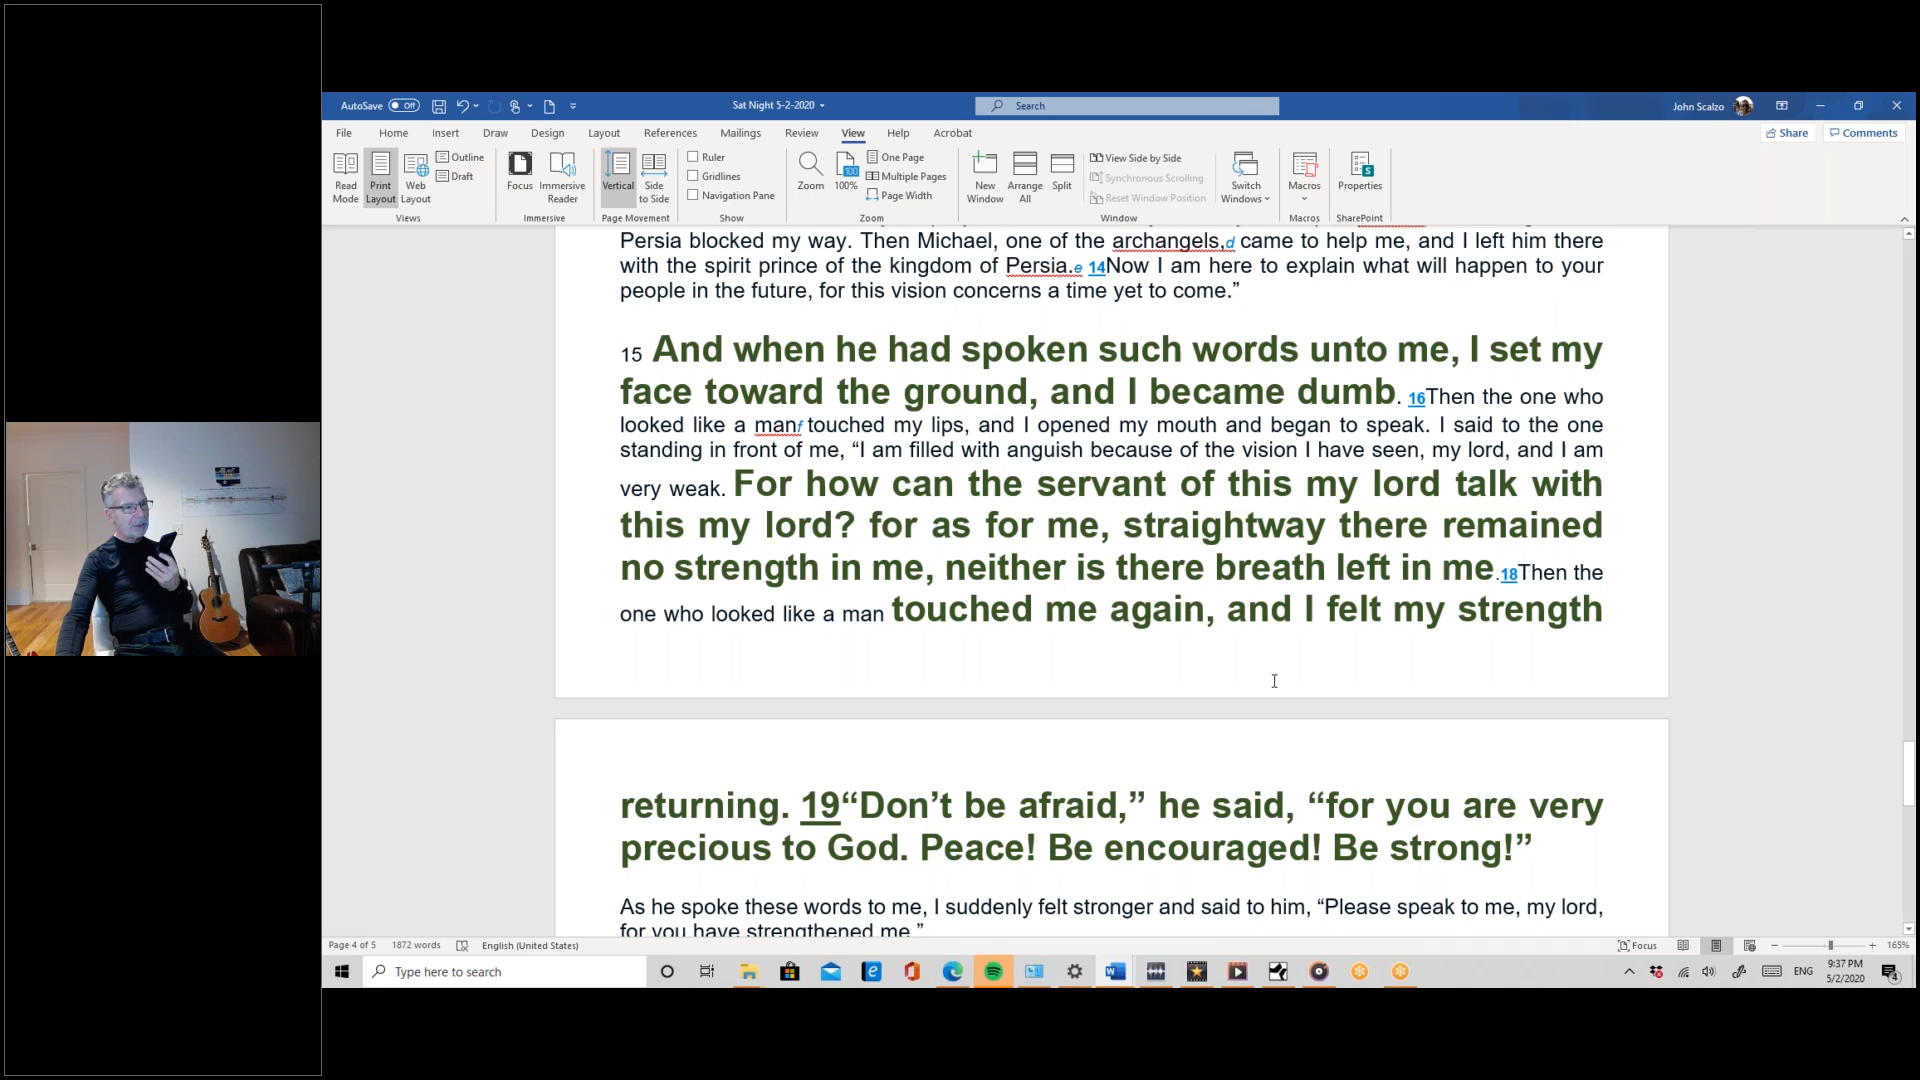 AutoSave Off
Sat Night 5-2-2020
Search
John Scalzo
File Home Insert Draw Design Layout References Mailings Review View Help Acrobat
Share Comments
Read Mode
Print Layout
Web Layout
Outline
Draft
Views
Focus
Immersive Reader
Immersive
Vertical
Side to Side
Page Movement
Ruler
Gridlines
Navigation Pane
Show
Zoom
100
100%
One Page
Multiple Pages
Page Width
Zoom
New Window
Arrange All
Split
View Side by Side
Synchronous Scrolling
Reset Window Position
Switch Windows
Window
Macros
Macros
Properties
SharePoint
Persia blocked my way. Then Michael, one of the archangels,d came to help me, and I left him there
with the spirit prince of the kingdom of Persia.e 14Now I am here to explain what will happen to your
people in the future, for this vision concerns a time yet to come.”
15 And when he had spoken such words unto me, I set my
face toward the ground, and I became dumb. 16Then the one who
looked like a manf touched my lips, and I opened my mouth and began to speak. I said to the one
standing in front of me, “I am filled with anguish because of the vision I have seen, my lord, and I am
very weak. For how can the servant of this my lord talk with
this my lord? for as for me, straightway there remained
no strength in me, neither is there breath left in me.18Then the
one who looked like a man touched me again, and I felt my strength
returning. 19“Don’t be afraid,” he said, “for you are very
precious to God. Peace! Be encouraged! Be strong!”
As he spoke these words to me, I suddenly felt stronger and said to him, “Please speak to me, my lord,
for you have strengthened me.”
Page 4 of 5 1872 words English (United States)
Focus
165%
Type here to search
ENG
9:37 PM
5/2/2020
4